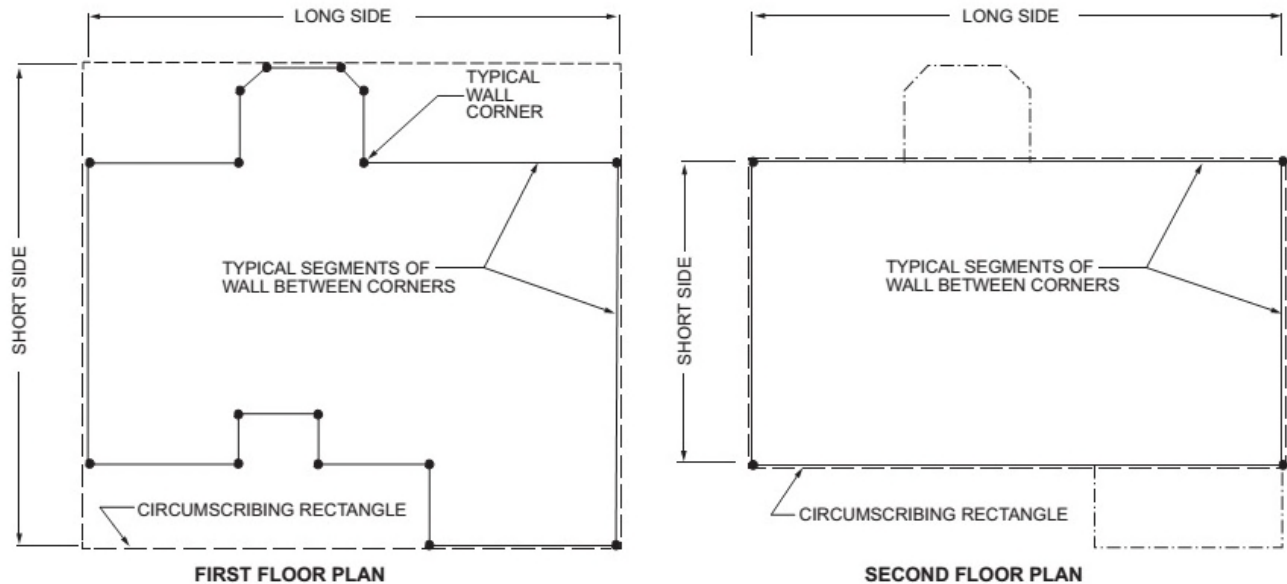 LONG SIDE
SHORT SIDE
TYPICAL
WALL
CORNER
TYPICAL SEGMENTS OF
WALL BETWEEN CORNERS
CIRCUMSCRIBING RECTANGLE
FIRST FLOOR PLAN
LONG SIDE
SHORT SIDE
TYPICAL SEGMENTS OF
WALL BETWEEN CORNERS
CIRCUMSCRIBING RECTANGLE
SECOND FLOOR PLAN